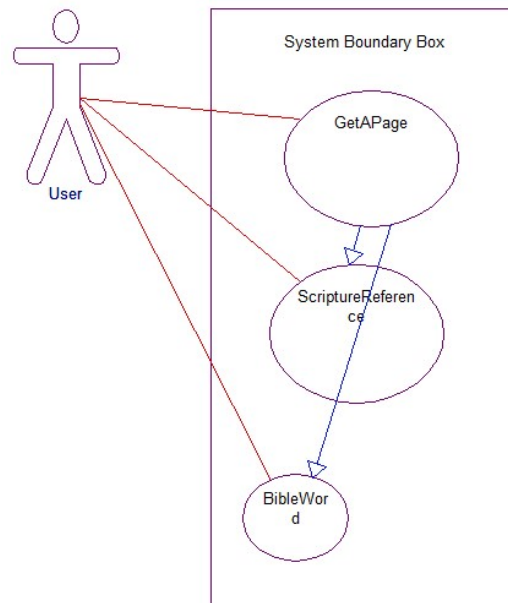 System Boundary Box
GetAPage
User
ScriptureReferen
ce
BibleWor
d